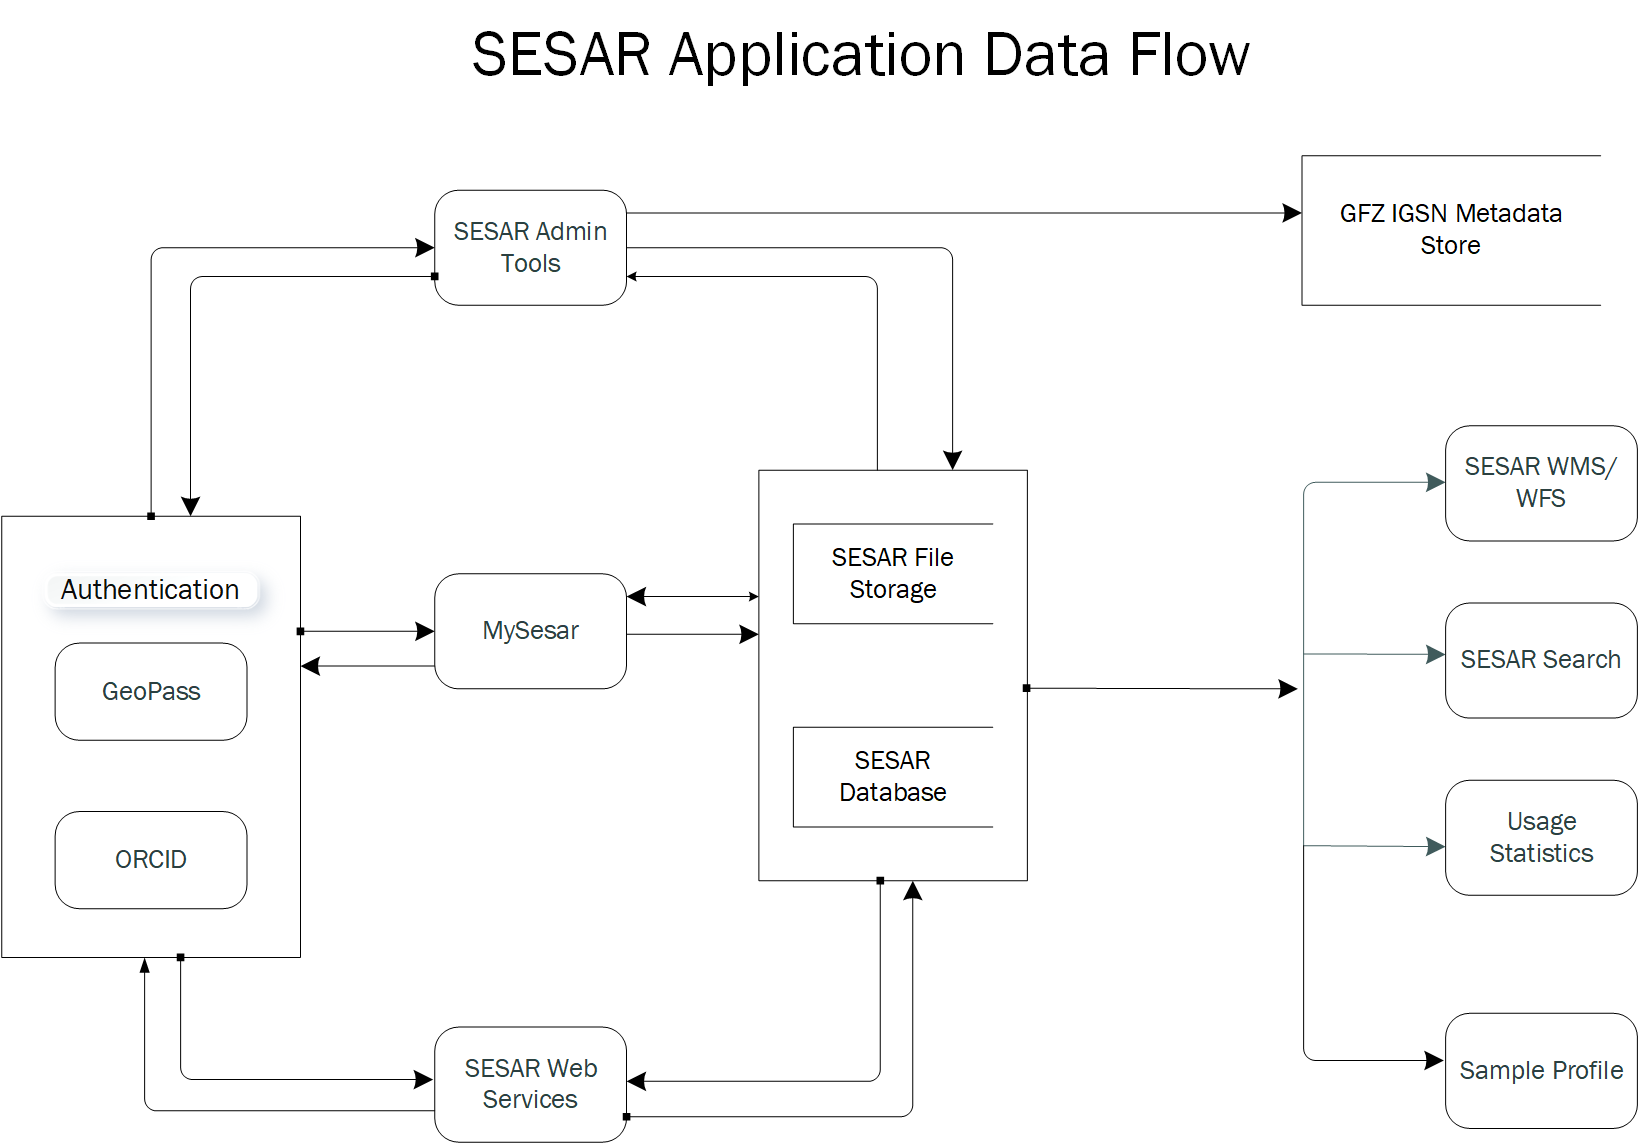 SESAR Application Data Flow
SESAR Admin
Tools
GFZ IGSN Metadata
Store
SESAR WMS/
WFS
SESAR File
Storage
Authentication
MySesar
SESAR Search
GeoPass
SESAR
Database
Usage
Statistics
ORCID
SESAR Web
Services
Sample Profile